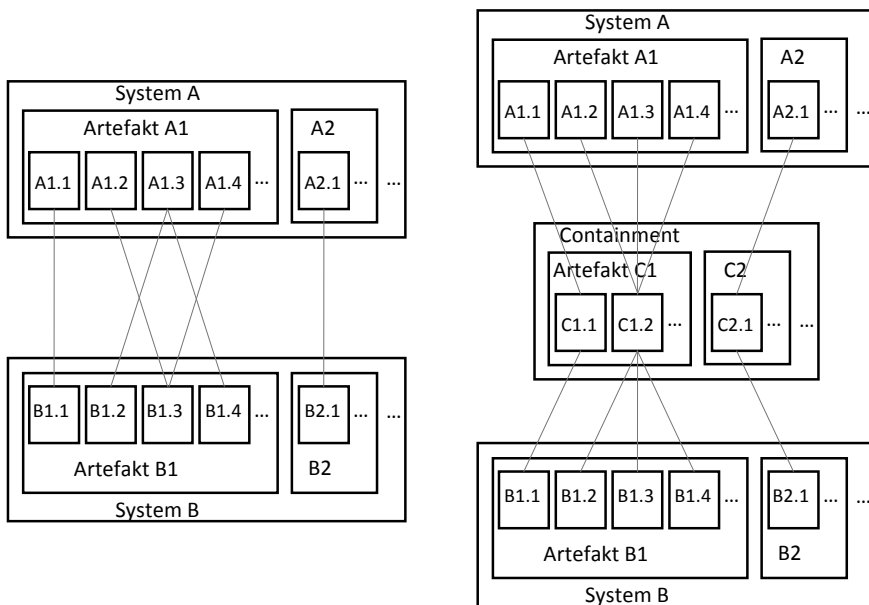 System A
Artefakt A1
A2
A1.1
A1.2
A1.3
A1.4
...
A2.1
...
...
B1.1
B1.2
B1.3
B1.4
...
B2.1
...
...
Artefakt B1
B2
System B
System A
Artefakt A1
A2
A1.1
A1.2
A1.3
A1.4
...
A2.1
...
...
Containment
Artefakt C1
C2
C1.1
C1.2
...
C2.1
...
...
B1.1
B1.2
B1.3
B1.4
...
B2.1
...
...
Artefakt B1
B2
System B